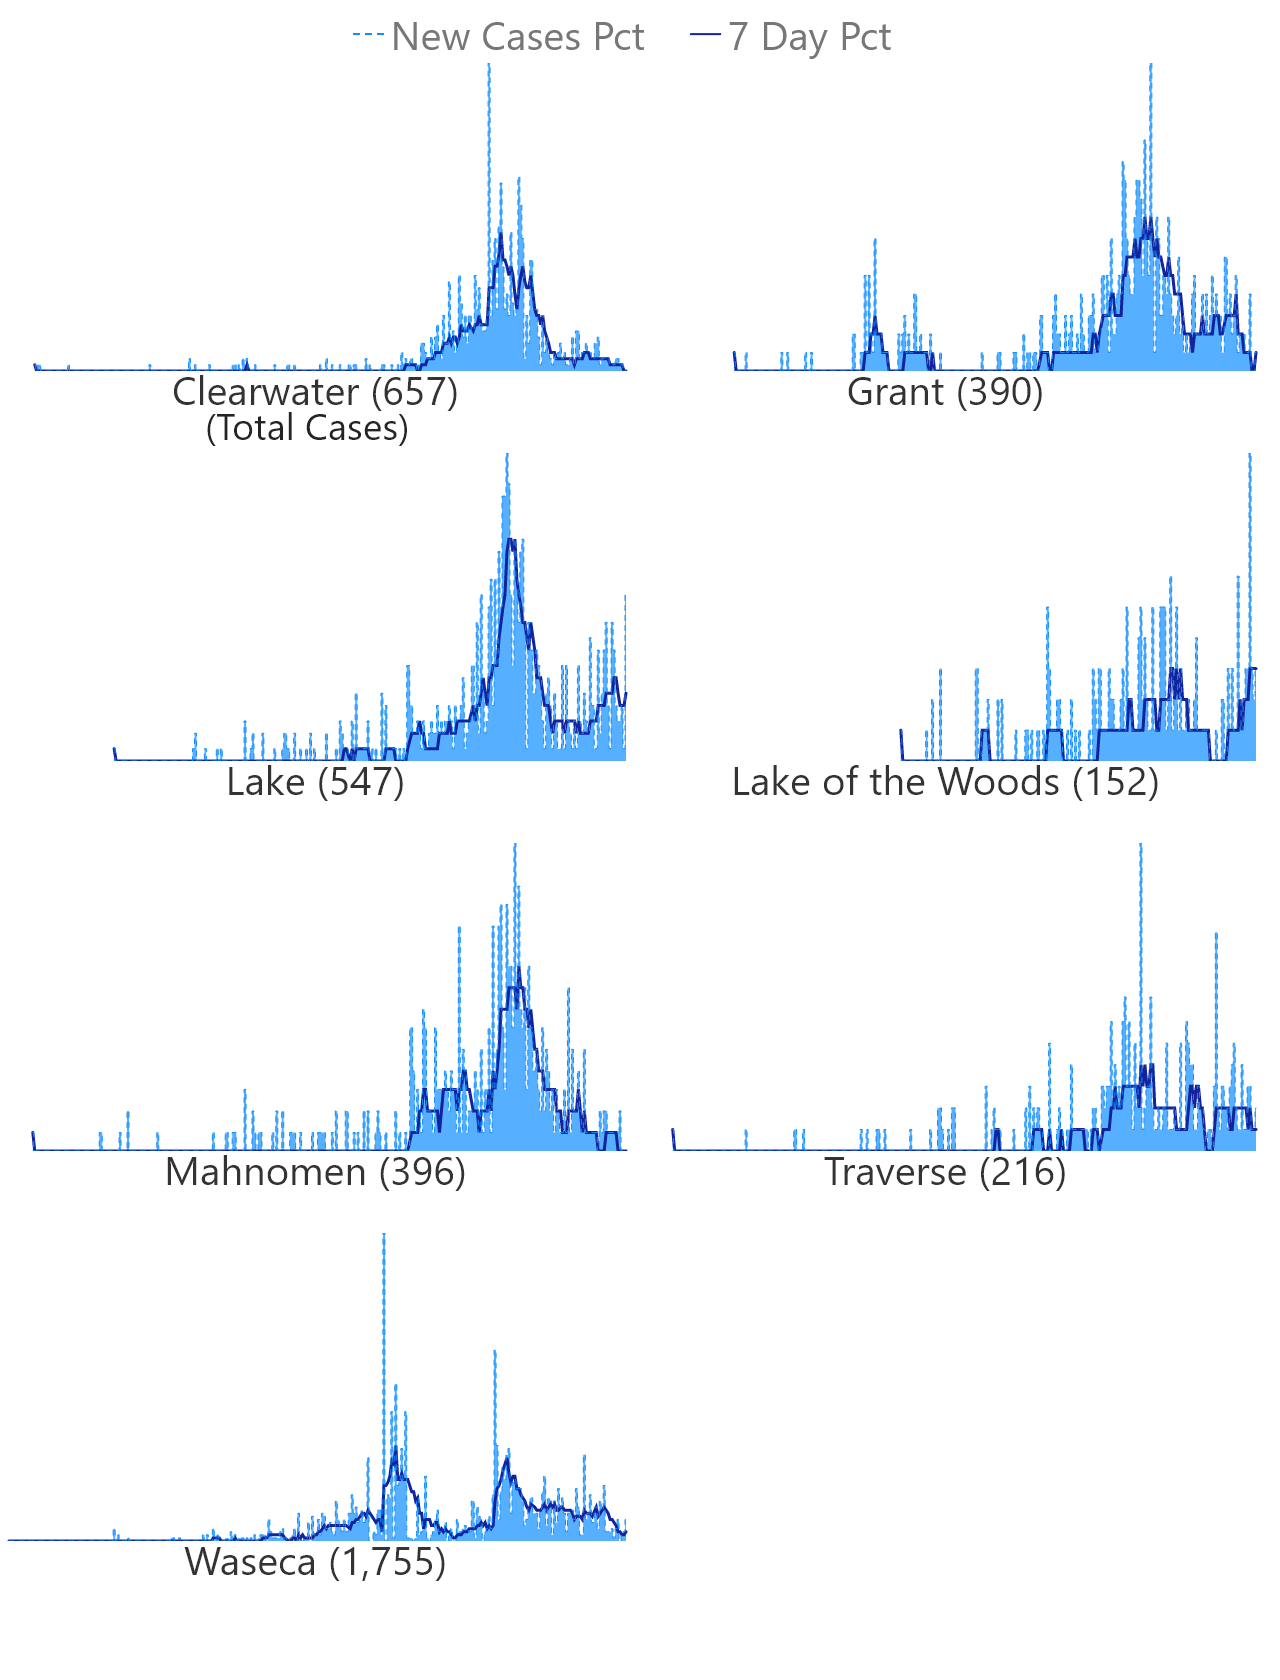 New Cases Pct 7 Day Pct
Clearwater (657) Grant (390)
(Total Cases)
Lake (547) Lake of the Woods (152)
Mahnomen (396) Traverse (216)
Waseca (1,755)